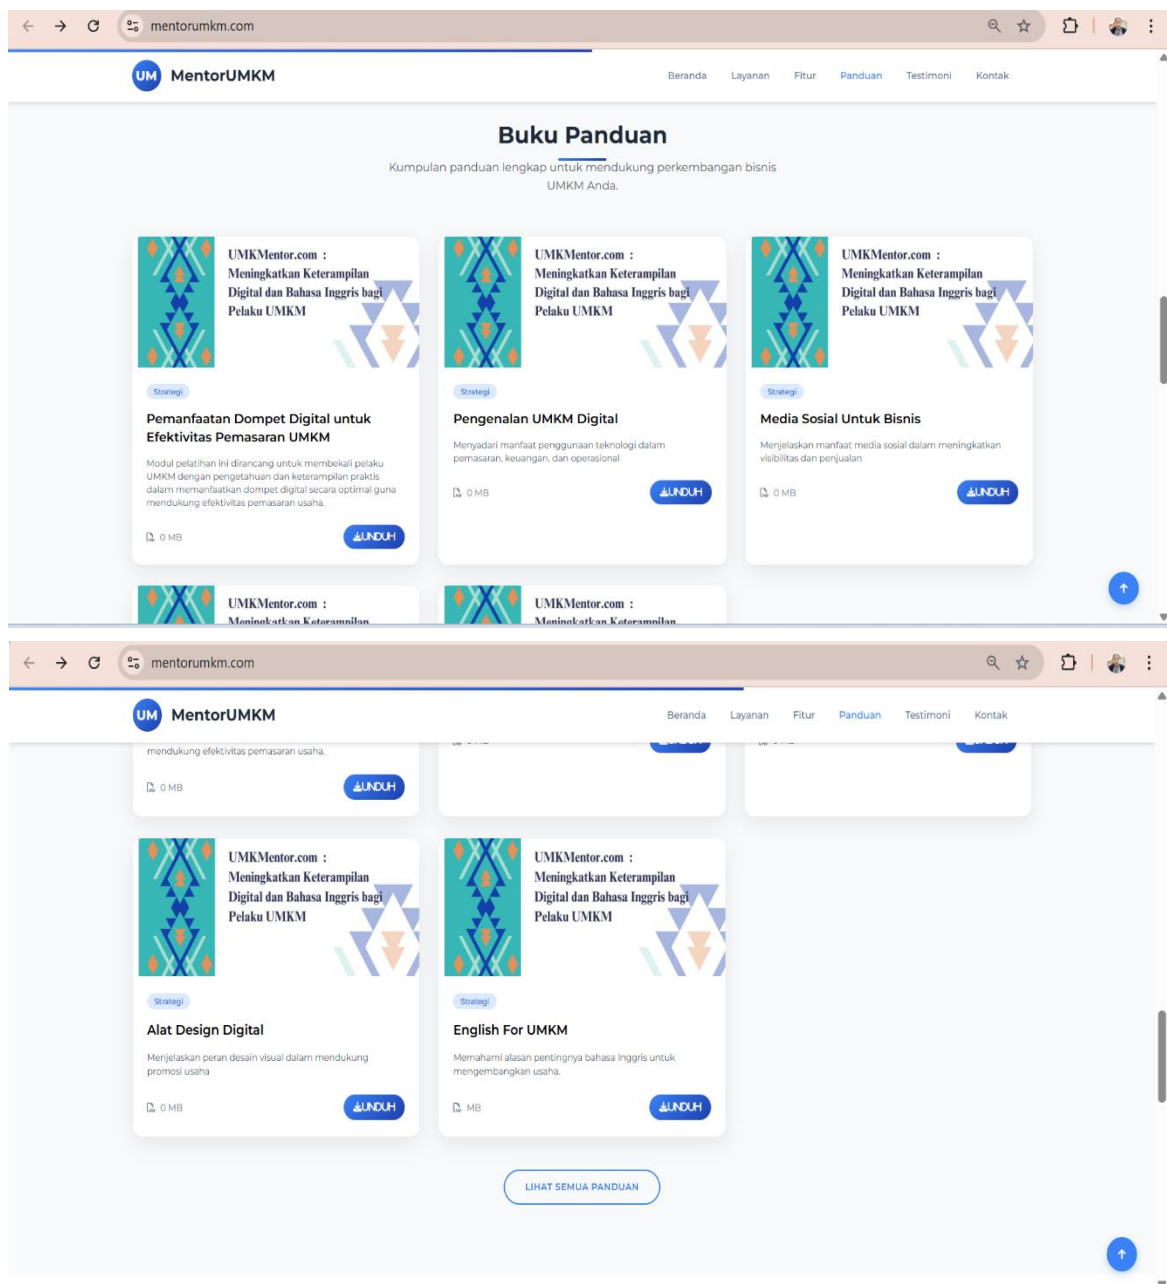 mentorumkm.com
UM MentorUMKM
Beranda Layanan Fitur Panduan Testimoni Kontak
Buku Panduan
Kumpulan panduan lengkap untuk mendukung perkembangan bisnis
UMKM Anda.
UMKMentor.com :
Meningkatkan Keterampilan
Digital dan Bahasa Inggris bagi
Pelaku UMKM
Strategi
Pemanfaatan Dompet Digital untuk
Efektivitas Pemasaran UMKM
Modul pelatihan ini dirancang untuk membekali pelaku
UMKM dengan pengetahuan dan keterampilan praktis
dalam memanfaatkan dompet digital secara optimal guna
mendukung efektivitas pemasaran usaha.
0 MB
UNDUH
UMKMentor.com :
Meningkatkan Keterampilan
Digital dan Bahasa Inggris bagi
Pelaku UMKM
Strategi
Pengenalan UMKM Digital
Menyadari manfaat penggunaan teknologi dalam
pemasaran, keuangan, dan operasional
0 MB
UNDUH
UMKMentor.com :
Meningkatkan Keterampilan
Digital dan Bahasa Inggris bagi
Pelaku UMKM
Strategi
Media Sosial Untuk Bisnis
Menjelaskan manfaat media sosial dalam meningkatkan
visibilitas dan penjualan
0 MB
UNDUH
UMKMentor.com :
Meningkatkan Keterampilan
UMKMentor.com :
Meningkatkan Keterampilan
mentorumkm.com
UM MentorUMKM
Beranda Layanan Fitur Panduan Testimoni Kontak
mendukung efektivitas pemasaran usaha.
0 MB
UNDUH
UMKMentor.com :
Meningkatkan Keterampilan
Digital dan Bahasa Inggris bagi
Pelaku UMKM
Strategi
Alat Design Digital
Menjelaskan peran desain visual dalam mendukung
promosi usaha
0 MB
UNDUH
UMKMentor.com :
Meningkatkan Keterampilan
Digital dan Bahasa Inggris bagi
Pelaku UMKM
Strategi
English For UMKM
Memahami alasan pentingnya bahasa Inggris untuk
mengembangkan usaha.
MB
UNDUH
LIHAT SEMUA PANDUAN